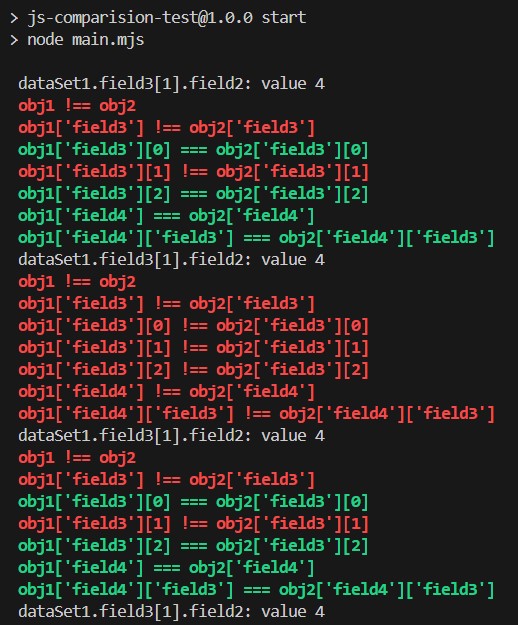 > js-comparision-test@1.0.0 start
> node main.mjs
dataSet1.field3[1].field2: value 4
obj1 !== obj2
obj1['field3'] !== obj2['field3']
obj1['field3'][0] === obj2['field3'][0]
obj1['field3'][1] !== obj2['field3'][1]
obj1['field3'][2] === obj2['field3'][2]
obj1['field4'] === obj2['field4']
obj1['field4']['field3'] === obj2['field4']['field3']
dataSet1.field3[1].field2: value 4
obj1 !== obj2
obj1['field3'] !== obj2['field3']
obj1['field3'][0] !== obj2['field3'][0]
obj1['field3'][1] !== obj2['field3'][1]
obj1['field3'][2] !== obj2['field3'][2]
obj1['field4'] !== obj2['field4']
obj1['field4']['field3'] !== obj2['field4']['field3']
dataSet1.field3[1].field2: value 4
obj1 !== obj2
obj1['field3'] !== obj2['field3']
obj1['field3'][0] === obj2['field3'][0]
obj1['field3'][1] !== obj2['field3'][1]
obj1['field3'][2] === obj2['field3'][2]
obj1['field4'] === obj2['field4']
obj1['field4']['field3'] === obj2['field4']['field3']
dataSet1.field3[1].field2: value 4